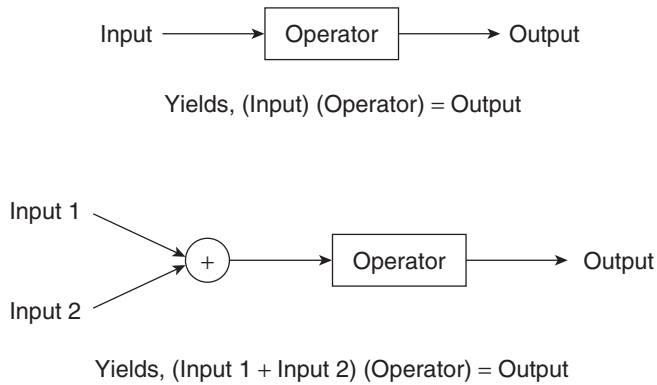 Input Operator Output
Yields, (Input) (Operator) = Output
Input 1
+ Operator Output
Input 2
Yields, (Input 1 + Input 2) (Operator) = Output